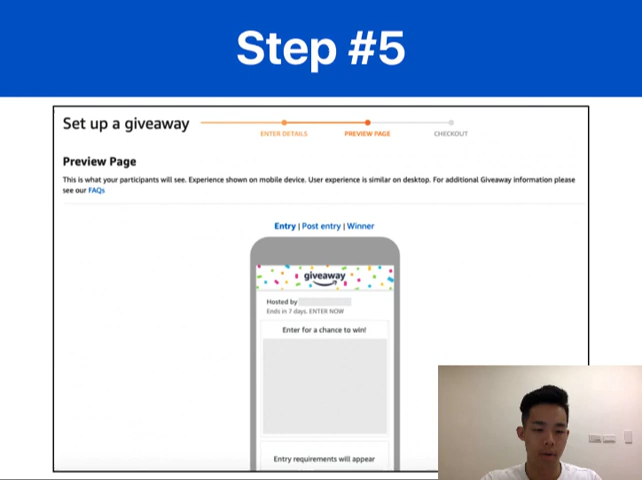 Step #5
Set up a giveaway
ENTER DETAILS
PREVIEW PAGE
CHECKOUT
Preview Page
This is what your participants will see. Experience shown on mobile device. User experience is similar on desktop. For additional Giveaway information please
see our FAQs
Entry | Post entry | Winner
giveaway
Hosted by
Ends in 7 days. ENTER NOW
Enter for a chance to win!
Entry requirements will appear